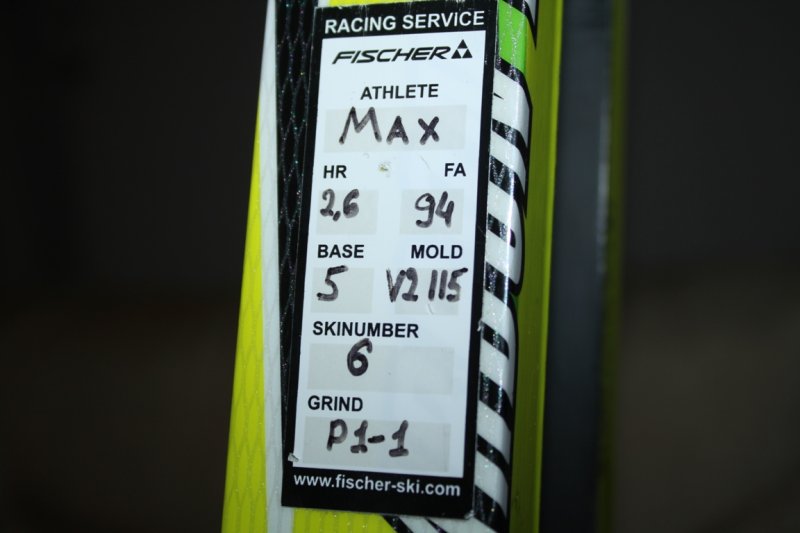 RACING SERVICE
FISCHER
ATHLETE
MAX
HR FA
2,6 94
BASE MOLD
5 V2 115
SKINUMBER
6
GRIND
P1-1
www.fischer-ski.com